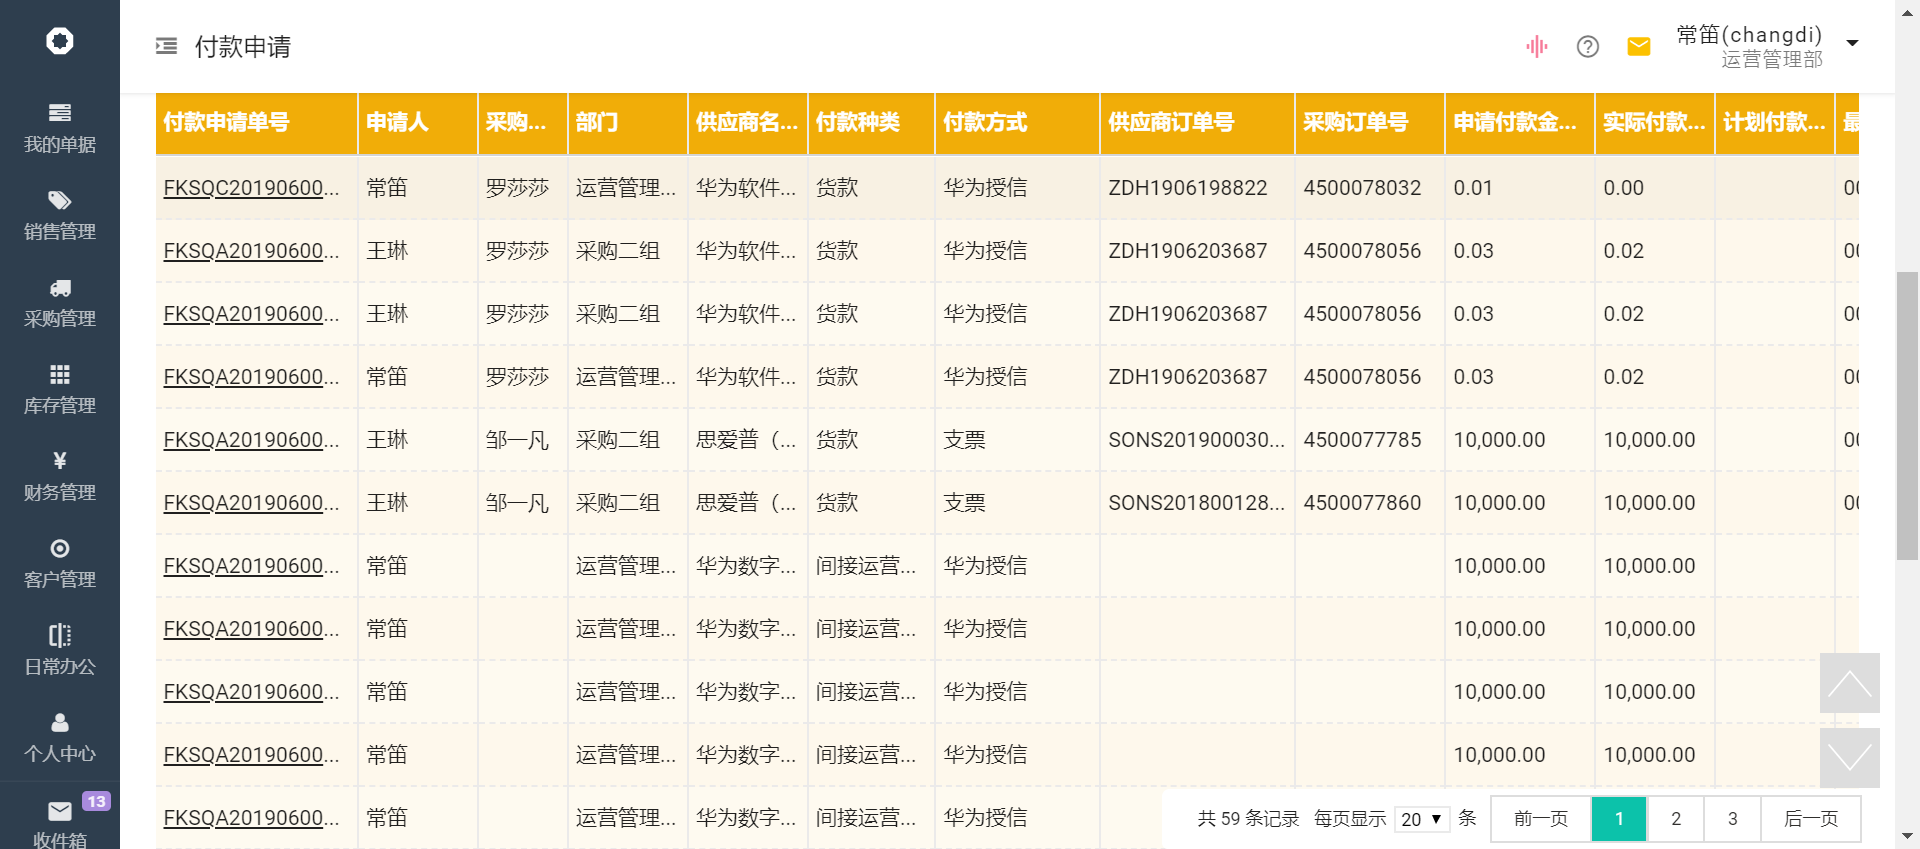 付款申请
常笛(changdi)
运营管理部
我的单据
销售管理
采购管理
库存管理
¥
财务管理
客户管理
日常办公
个人中心
13
收件箱
付款申请单号 申请人 采购... 部门 供应商名... 付款种类 付款方式 供应商订单号 采购订单号 申请付款金... 实际付款... 计划付款... 最
FKSQC20190600... 常笛 罗莎莎 运营管理... 华为软件... 货款 华为授信 ZDH1906198822 4500078032 0.01 0.00 00
FKSQA20190600... 王琳 罗莎莎 采购二组 华为软件... 货款 华为授信 ZDH1906203687 4500078056 0.03 0.02 00
FKSQA20190600... 王琳 罗莎莎 采购二组 华为软件... 货款 华为授信 ZDH1906203687 4500078056 0.03 0.02 00
FKSQA20190600... 常笛 罗莎莎 运营管理... 华为软件... 货款 华为授信 ZDH1906203687 4500078056 0.03 0.02 00
FKSQA20190600... 王琳 邹一凡 采购二组 思爱普（... 货款 支票 SONS201900030... 4500077785 10,000.00 10,000.00 00
FKSQA20190600... 王琳 邹一凡 采购二组 思爱普（... 货款 支票 SONS201800128... 4500077860 10,000.00 10,000.00 00
FKSQA20190600... 常笛 运营管理... 华为数字... 间接运营... 华为授信 10,000.00 10,000.00
FKSQA20190600... 常笛 运营管理... 华为数字... 间接运营... 华为授信 10,000.00 10,000.00
FKSQA20190600... 常笛 运营管理... 华为数字... 间接运营... 华为授信 10,000.00 10,000.00
FKSQA20190600... 常笛 运营管理... 华为数字... 间接运营... 华为授信 10,000.00 10,000.00
FKSQA20190600... 常笛 运营管理... 华为数字... 间接运营... 华为授信
共 59 条记录 每页显示 20 条 前一页 1 2 3 后一页